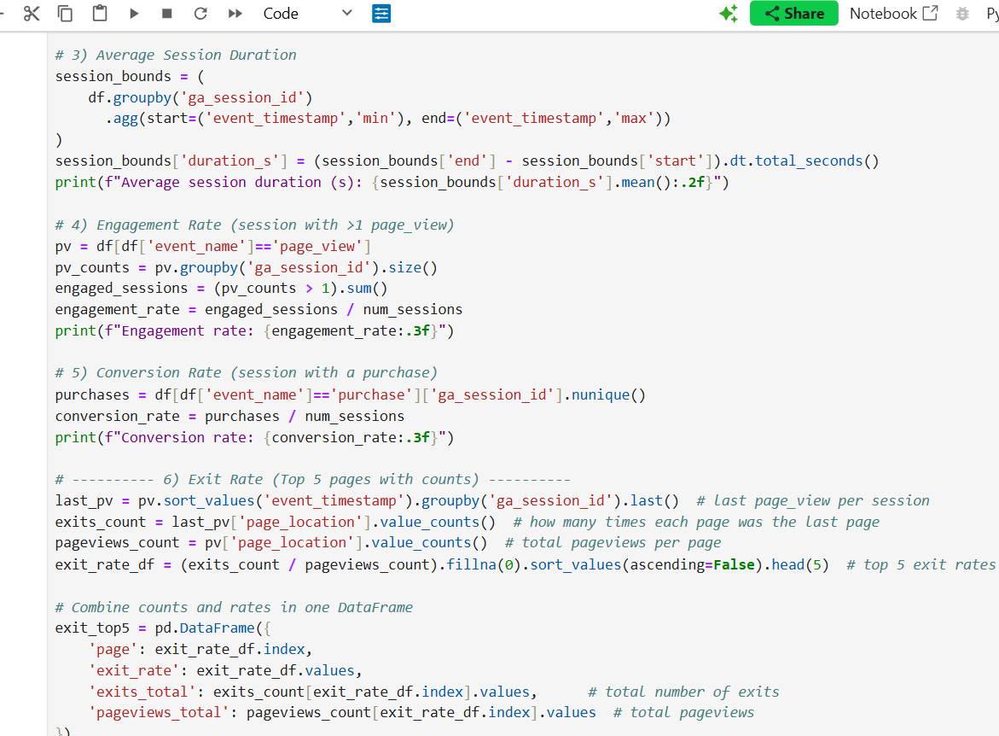 Code
Share
Notebook
# 3) Average Session Duration
session_bounds = (
    df.groupby('ga_session_id')
      .agg(start=('event_timestamp','min'), end=('event_timestamp','max'))
)
session_bounds['duration_s'] = (session_bounds['end'] - session_bounds['start']).dt.total_seconds()
print(f"Average session duration (s): {session_bounds['duration_s'].mean():.2f}")
# 4) Engagement Rate (session with >1 page_view)
pv = df[df['event_name']=='page_view']
pv_counts = pv.groupby('ga_session_id').size()
engaged_sessions = (pv_counts > 1).sum()
engagement_rate = engaged_sessions / num_sessions
print(f"Engagement rate: {engagement_rate:.3f}")
# 5) Conversion Rate (session with a purchase)
purchases = df[df['event_name']=='purchase']['ga_session_id'].nunique()
conversion_rate = purchases / num_sessions
print(f"Conversion rate: {conversion_rate:.3f}")
# ---------- 6) Exit Rate (Top 5 pages with counts) ----------
last_pv = pv.sort_values('event_timestamp').groupby('ga_session_id').last()  # last page_view per session
exits_count = last_pv['page_location'].value_counts()  # how many times each page was the last page
pageviews_count = pv['page_location'].value_counts()  # total pageviews per page
exit_rate_df = (exits_count / pageviews_count).fillna(0).sort_values(ascending=False).head(5)  # top 5 exit rates
# Combine counts and rates in one DataFrame
exit_top5 = pd.DataFrame({
    'page': exit_rate_df.index,
    'exit_rate': exit_rate_df.values,
    'exits_total': exits_count[exit_rate_df.index].values,      # total number of exits
    'pageviews_total': pageviews_count[exit_rate_df.index].values  # total pageviews
})